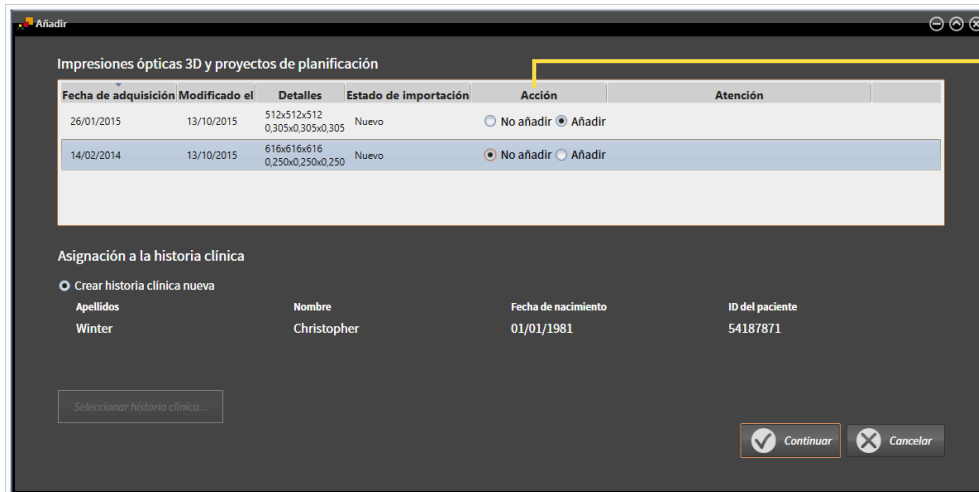 Añadir
Impresiones ópticas 3D y proyectos de planificación
Fecha de adquisición Modificado el Detalles Estado de importación Acción Atención
26/01/2015 13/10/2015 512x512x512 Nuevo No añadir Añadir
0,305x0,305x0,305
14/02/2014 13/10/2015 616x616x616 Nuevo No añadir Añadir
0,250x0,250x0,250
Asignación a la historia clínica
Crear historia clínica nueva
Apellidos Nombre Fecha de nacimiento ID del paciente
Winter Christopher 01/01/1981 54187871
Seleccionar historia clínica...
Continuar Cancelar